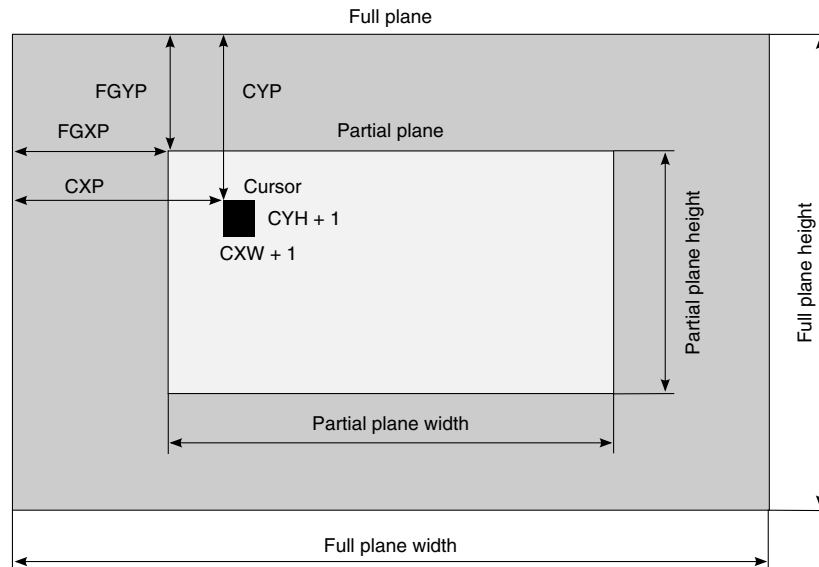 Full plane
FGYP
CYP
FGXP
Partial plane
CXP
Cursor
CYH + 1
CXW + 1
Partial plane height
Full plane height
Partial plane width
Full plane width